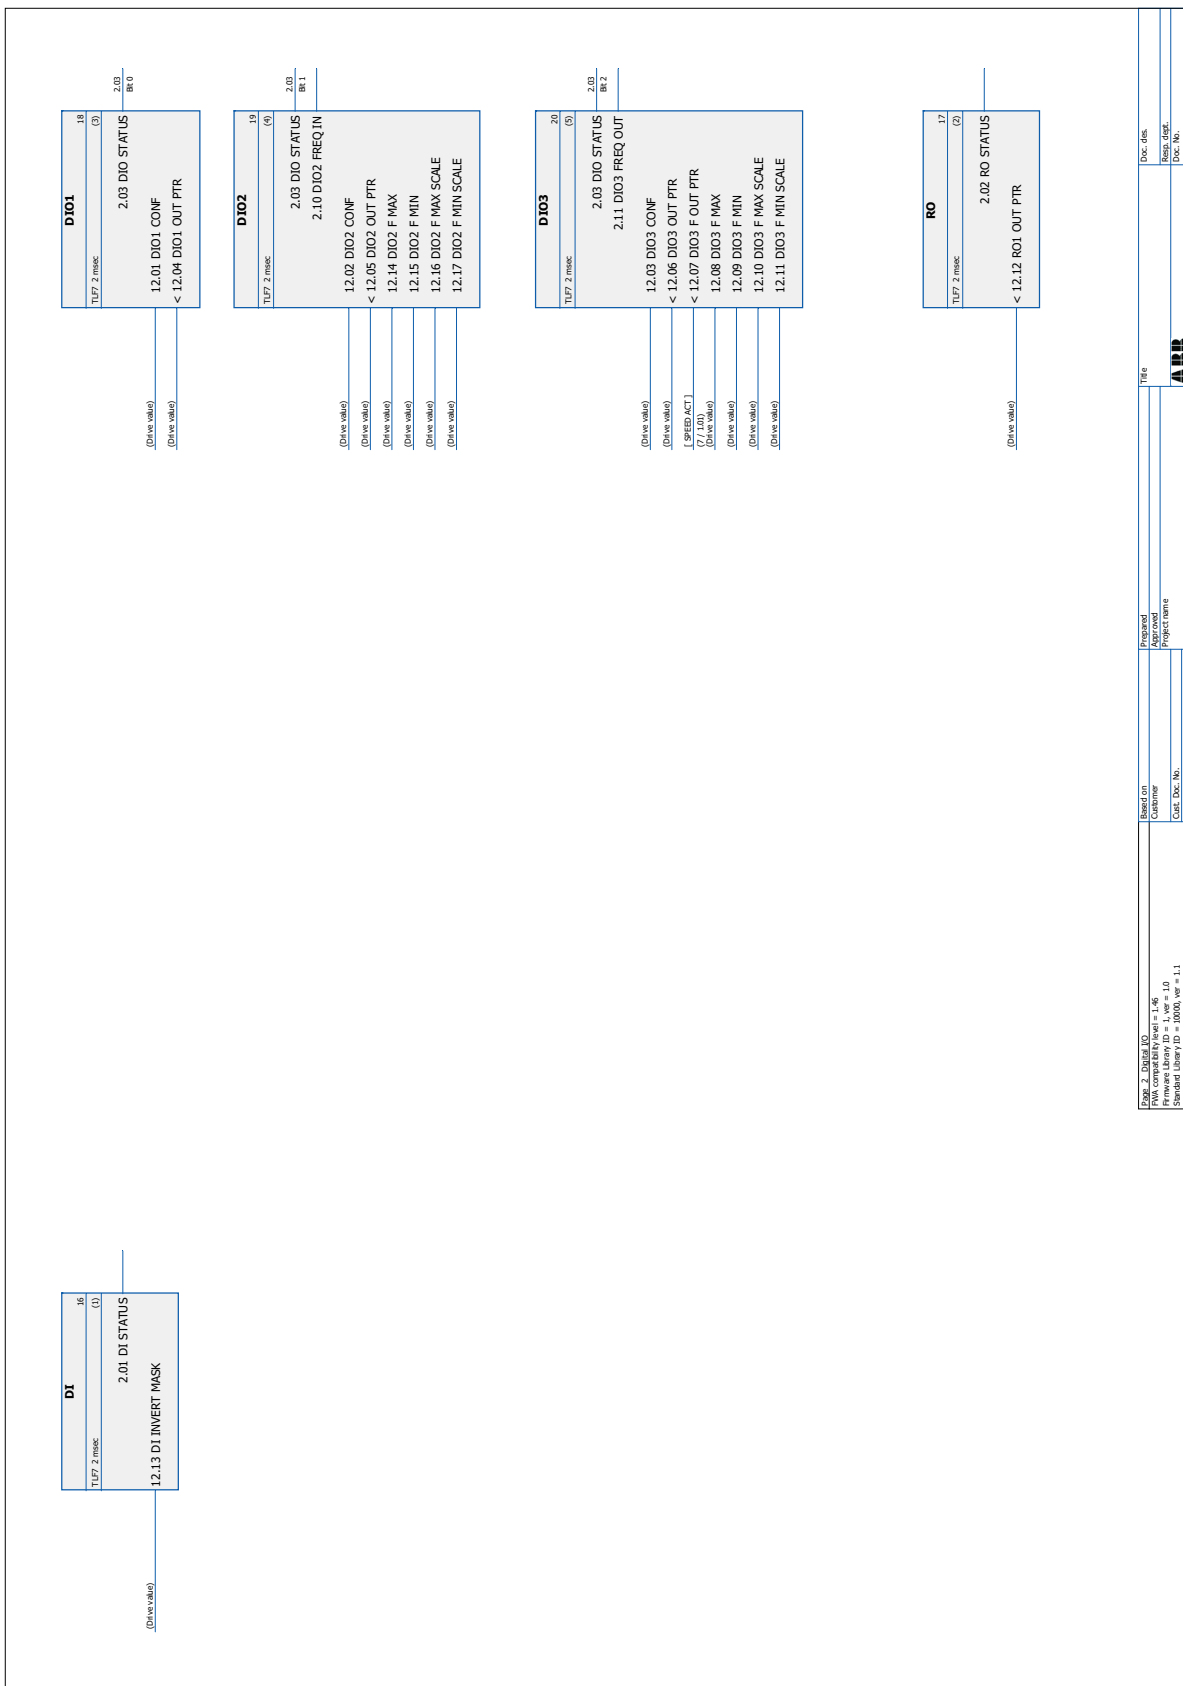 DI
16
TLF7 2 msec
(1)
2.01 DI STATUS
12.13 DI INVERT MASK
(Drive value)
DIO1
18
TLF7 2 msec
(3)
2.03 DIO STATUS
2.03
Bit 0
12.01 DIO1 CONF
(Drive value)
< 12.04 DIO1 OUT PTR
(Drive value)
DIO2
19
TLF7 2 msec
(4)
2.03 DIO STATUS
2.03
Bit 1
2.10 DIO2 FREQ IN
12.02 DIO2 CONF
(Drive value)
< 12.05 DIO2 OUT PTR
(Drive value)
12.14 DIO2 F MAX
(Drive value)
12.15 DIO2 F MIN
(Drive value)
12.16 DIO2 F MAX SCALE
(Drive value)
12.17 DIO2 F MIN SCALE
(Drive value)
DIO3
20
TLF7 2 msec
(5)
2.03 DIO STATUS
2.03
Bit 2
2.11 DIO3 FREQ OUT
12.03 DIO3 CONF
(Drive value)
< 12.06 DIO3 OUT PTR
(Drive value)
< 12.07 DIO3 F OUT PTR
[ SPEED ACT ]
(7 / 1.01)
12.08 DIO3 F MAX
(Drive value)
12.09 DIO3 F MIN
(Drive value)
12.10 DIO3 F MAX SCALE
(Drive value)
12.11 DIO3 F MIN SCALE
(Drive value)
RO
17
TLF7 2 msec
(2)
2.02 RO STATUS
< 12.12 RO1 OUT PTR
(Drive value)
Page 2 Digital I/O
FWA compatibility level = 1.46
Firmware Library ID = 1, ver = 1.0
Standard Library ID = 10000, ver = 1.1
Based on
Customer
Cust. Doc. No.
Prepared
Approved
Project name
Title
ABB
Doc. des.
Resp. dept.
Doc. No.